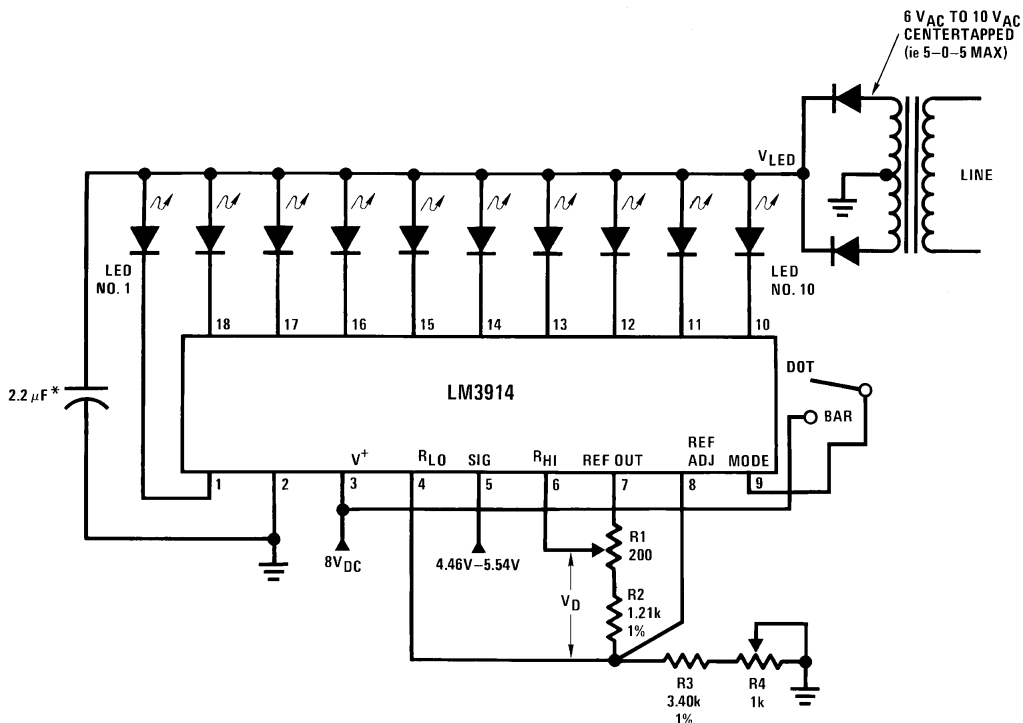 6 VAC TO 10 VAC
CENTERTAPPED
(ie 5–0–5 MAX)
VLED
LINE
LED
NO. 1
LED
NO. 10
18
17
16
15
14
13
12
11
10
2.2 μF*
LM3914
DOT
BAR
V+
RLO
SIG
RHI
REF OUT
REF
ADJ
MODE
1
2
3
4
5
6
7
8
9
8VDC
4.46V–5.54V
R1
200
VD
R2
1.21k
1%
R3
3.40k
1%
R4
1k